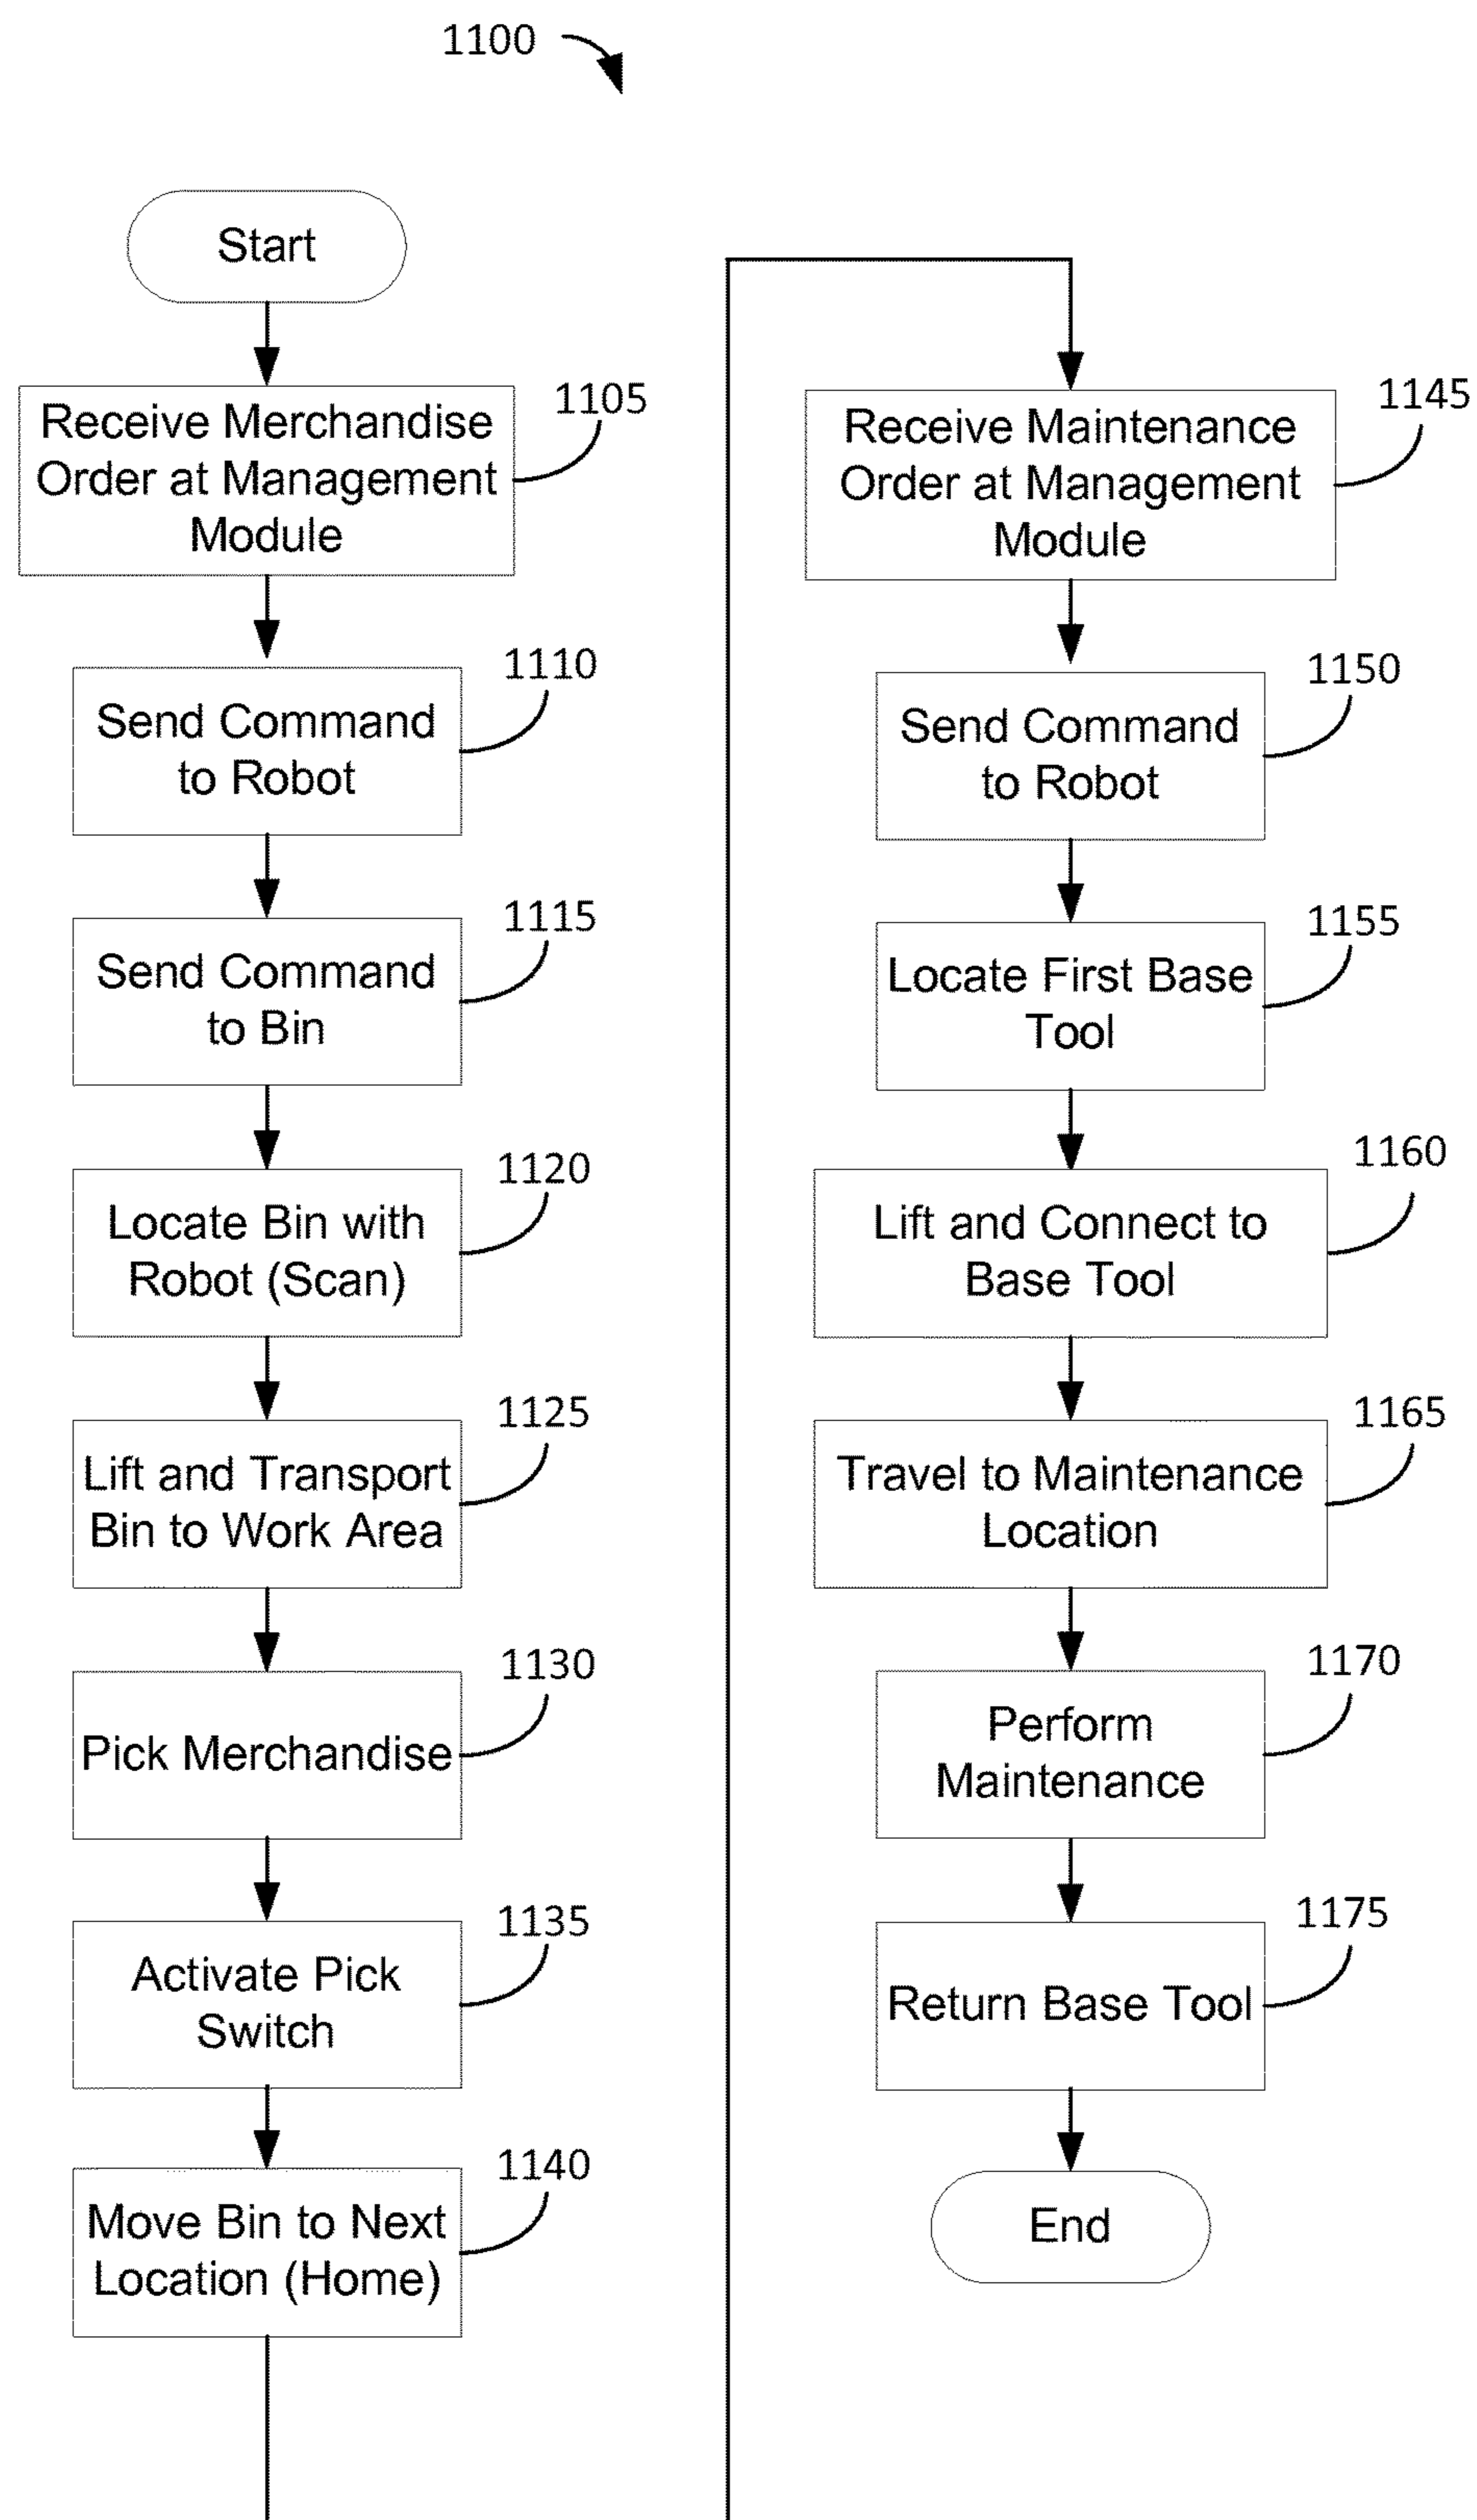 1100
Start
Receive Merchandise
Order at Management
Module
1105
Send Command
to Robot
1110
Send Command
to Bin
1115
Locate Bin with
Robot (Scan)
1120
Lift and Transport
Bin to Work Area
1125
Pick Merchandise
1130
Activate Pick
Switch
1135
Move Bin to Next
Location (Home)
1140
Receive Maintenance
Order at Management
Module
1145
Send Command
to Robot
1150
Locate First Base
Tool
1155
Lift and Connect to
Base Tool
1160
Travel to Maintenance
Location
1165
Perform
Maintenance
1170
Return Base Tool
1175
End